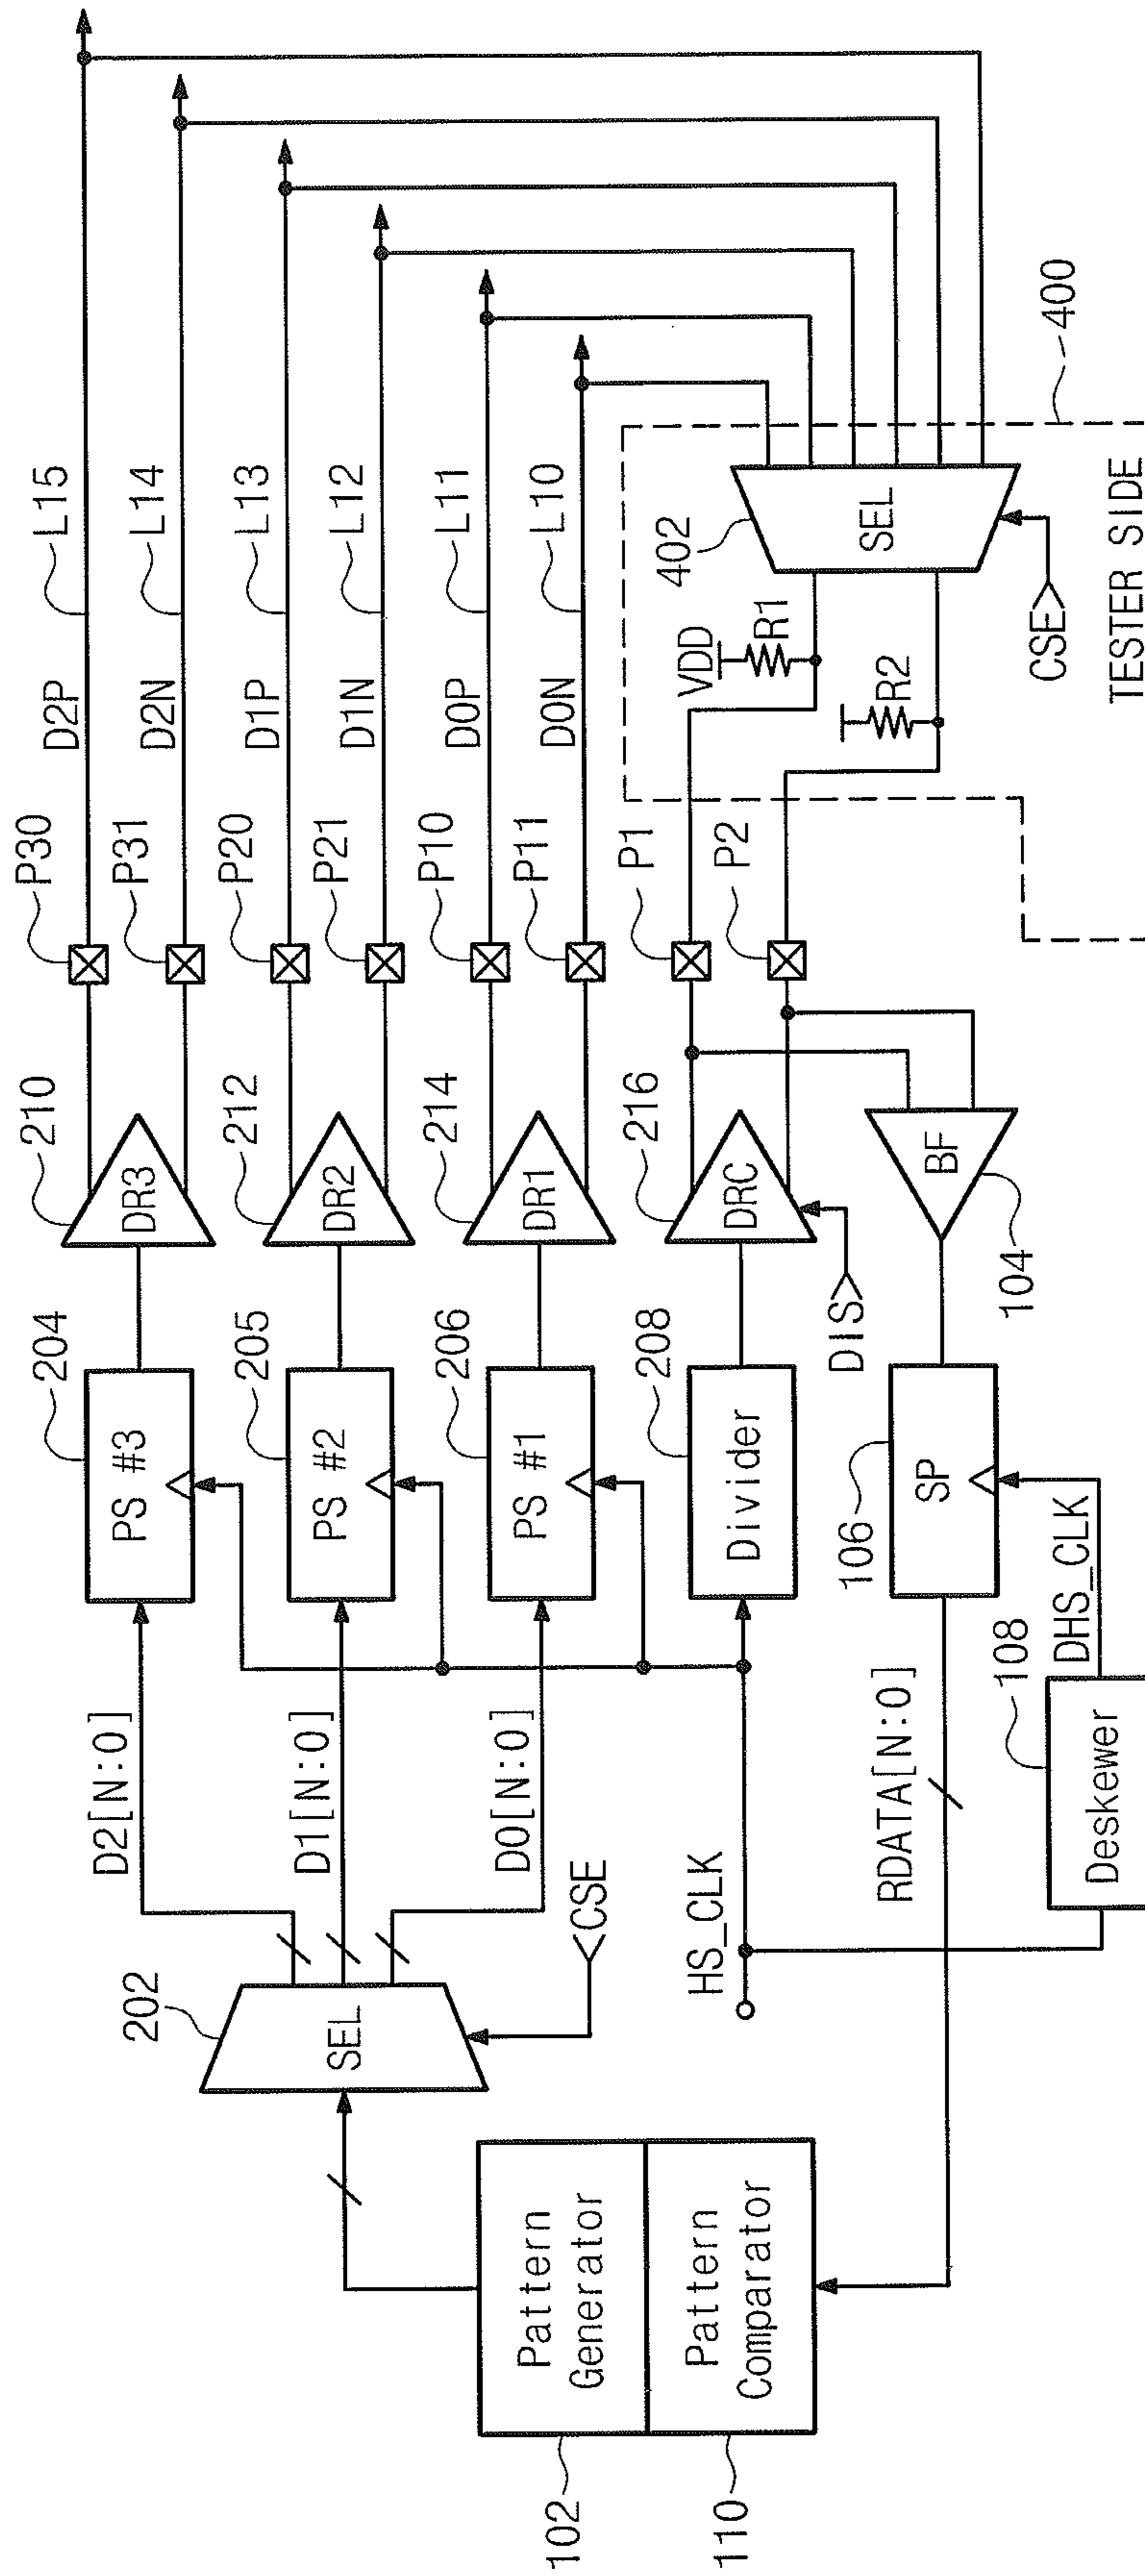 102
Pattern
Generator
110
Pattern
Comparator
202
SEL
CSE
D2[N:0]
D1[N:0]
D0[N:0]
HS_CLK
204
PS #3
205
PS #2
206
PS #1
208
Divider
210
DR3
212
DR2
214
DR1
216
DRC
DIS
104
BF
106
SP
RDATA[N:0]
DHS_CLK
108
Deskewer
P30
P31
P20
P21
P10
P11
P1
P2
D2P
L15
D2N
L14
D1P
L13
D1N
L12
D0P
L11
D0N
L10
VDD
R1
R2
402
SEL
CSE
400
TESTER SIDE